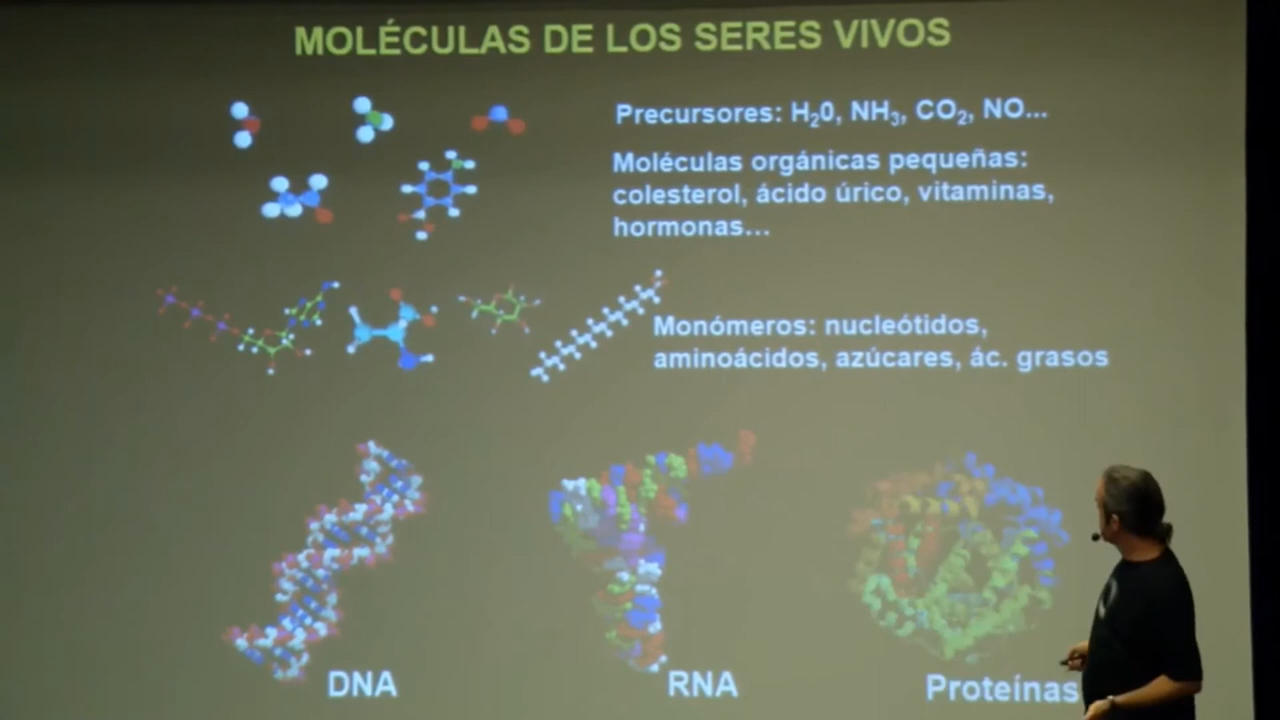 MOLÉCULAS DE LOS SERES VIVOS
Precursores: H₂0, NH₃, CO₂, NO...
Moléculas orgánicas pequeñas:
colesterol, ácido úrico, vitaminas,
hormonas...
Monómeros: nucleótidos,
aminoácidos, azúcares, ác. grasos
DNA
RNA
Proteínas